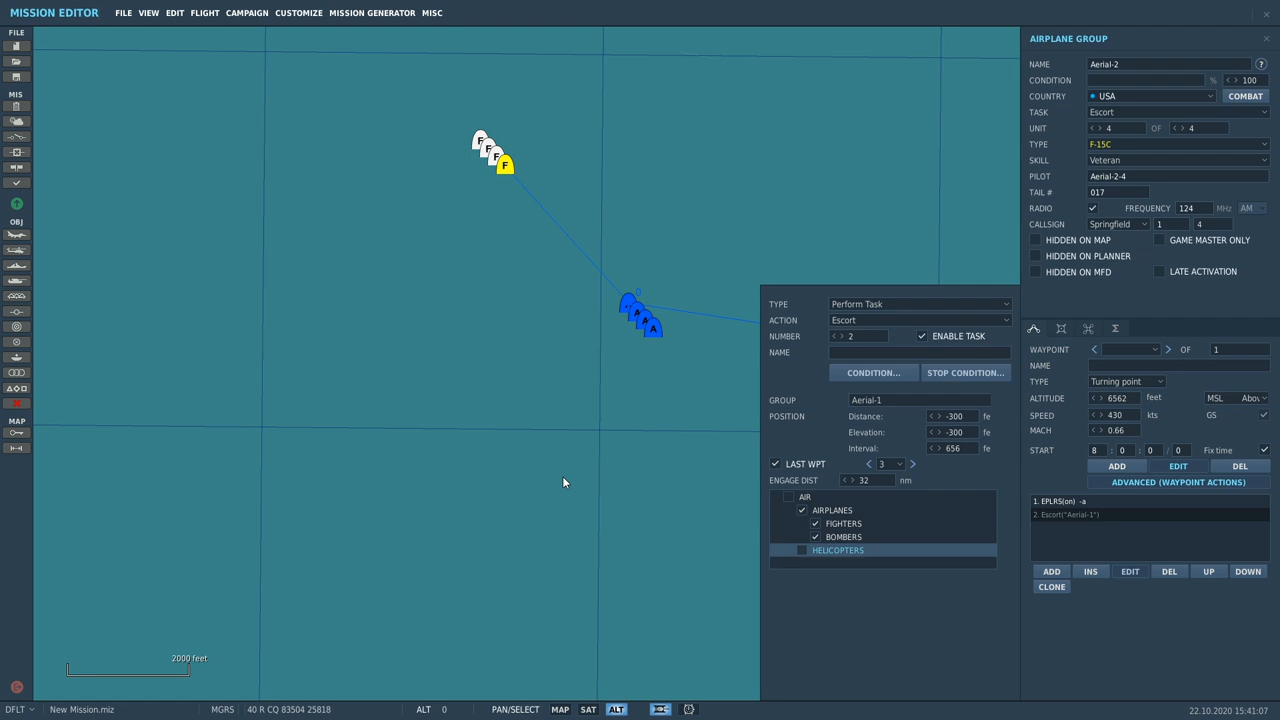 MISSION EDITOR FILE VIEW EDIT FLIGHT CAMPAIGN CUSTOMIZE MISSION GENERATOR MISC
FILE
MIS
OBJ
MAP
F
F
F
F
0
A
A
A
2000 feet
TYPE Perform Task
ACTION Escort
NUMBER 2 ENABLE TASK
NAME
CONDITION... STOP CONDITION...
GROUP Aerial-1
POSITION Distance: -300 fe
Elevation: -300 fe
Interval: 656 fe
LAST WPT 3
ENGAGE DIST 32 nm
AIR
AIRPLANES
FIGHTERS
BOMBERS
HELICOPTERS
AIRPLANE GROUP
NAME Aerial-2 ?
CONDITION % 100
COUNTRY USA COMBAT
TASK Escort
UNIT 4 OF 4
TYPE F-15C
SKILL Veteran
PILOT Aerial-2-4
TAIL # 017
RADIO FREQUENCY 124 MHz AM
CALLSIGN Springfield 1 4
HIDDEN ON MAP GAME MASTER ONLY
HIDDEN ON PLANNER
HIDDEN ON MFD LATE ACTIVATION
Σ
WAYPOINT OF 1
NAME
TYPE Turning point
ALTITUDE 6562 feet MSL Abov
SPEED 430 kts GS
MACH 0.66
START 8 : 0 : 0 / 0 Fix time
ADD EDIT DEL
ADVANCED (WAYPOINT ACTIONS)
1. EPLRS(on) -a
2. Escort("Aerial-1")
ADD INS EDIT DEL UP DOWN
CLONE
DFLT New Mission.miz MGRS 40 R CQ 83504 25818 ALT 0 PAN/SELECT MAP SAT ALT 22.10.2020 15:41:07